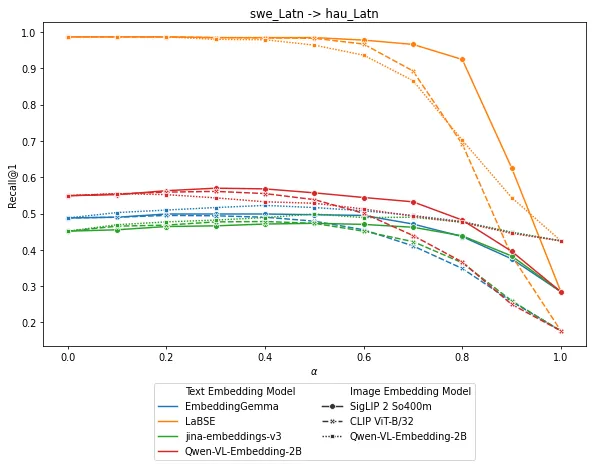 swe_Latn -> hau_Latn
Recall@1
1.0
0.9
0.8
0.7
0.6
0.5
0.4
0.3
0.2
0.0 0.2 0.4 0.6 0.8 1.0
α
Text Embedding Model Image Embedding Model
EmbeddingGemma SigLIP 2 So400m
LaBSE CLIP ViT-B/32
jina-embeddings-v3 Qwen-VL-Embedding-2B
Qwen-VL-Embedding-2B